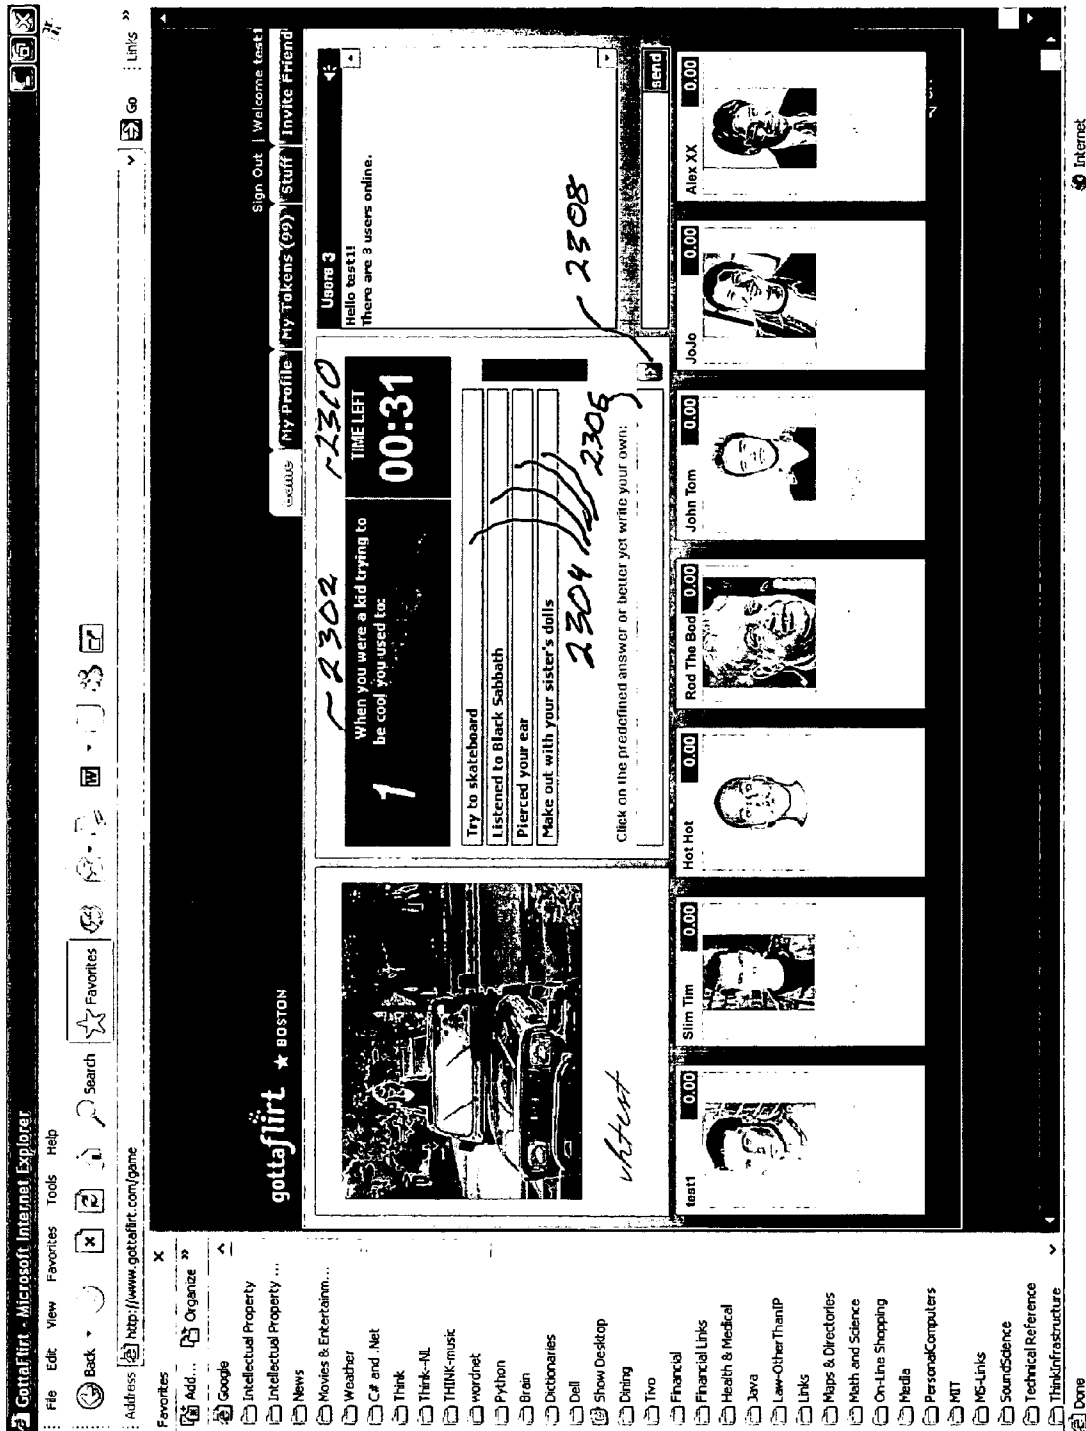 GottaFlirt - Microsoft Internet Explorer
File Edit View Favorites Tools Help
Back Search Favorites
Address http://www.gottaflirt.com/game Go Links »
Favorites X
Add... Organize »
Google
Intellectual Property
Intellectual Property ...
News
Movies & Entertainm...
Weather
C# and .Net
Think
Think--NL
THINK-music
wordnet
Python
Brain
Dictionaries
Dell
Show Desktop
Dining
Tivo
Financial
Financial Links
Health & Medical
Java
Law-OtherThanIP
Links
Maps & Directories
Math and Science
On-Line Shopping
Media
PersonalComputers
MIT
MS-Links
SoundScience
Technical Reference
ThinkInfrastructure
gottaflirt ★ BOSTON
Sign Out | Welcome test1
Game My Profile My Tokens (99) Stuff Invite Friend
2302 2310
1 When you were a kid trying to
be cool you used to:
TIME LEFT
00:31
Try to skateboard
Listened to Black Sabbath
Pierced your ear
Make out with your sister's dolls
2304 2306 2308
Click on the predefined answer or better yet write your own:
Users 3
Hello test1!
There are 3 users online.
send
test1 0.00
Slim Tim 0.00
Hot Hot 0.00
Rod The Bod 0.00
John Tom 0.00
JoJo 0.00
Alex XX 0.00
Done Internet